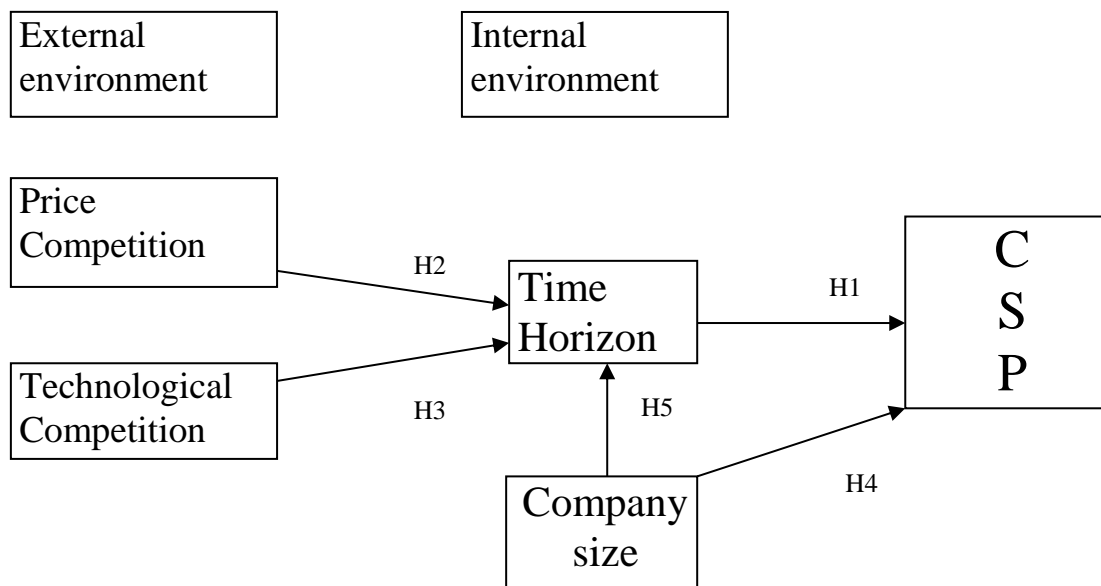 External
environment
Internal
environment
Price
Competition
H2
Time
Horizon
H1
C
S
P
Technological
Competition
H3
H5
H4
Company
size